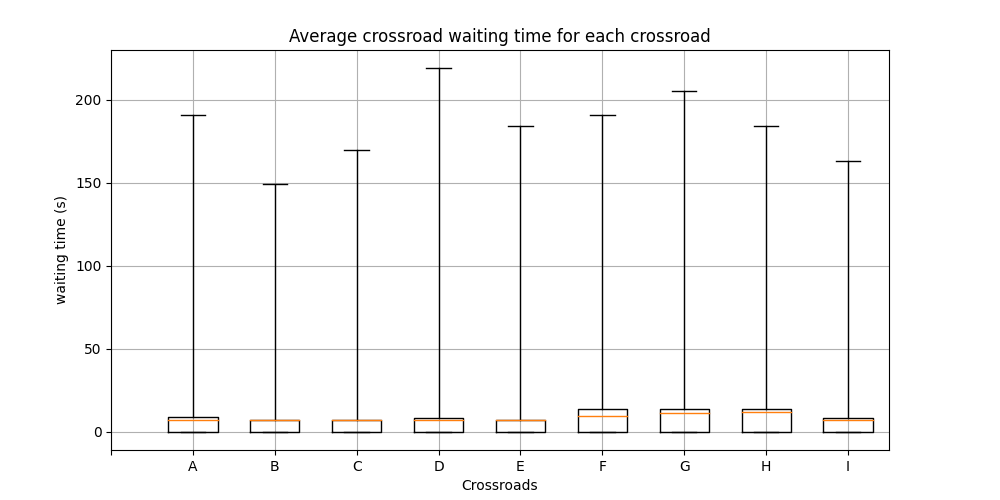 Average crossroad waiting time for each crossroad
waiting time (s)
200
150
100
50
0
A B C D E F G H I
Crossroads